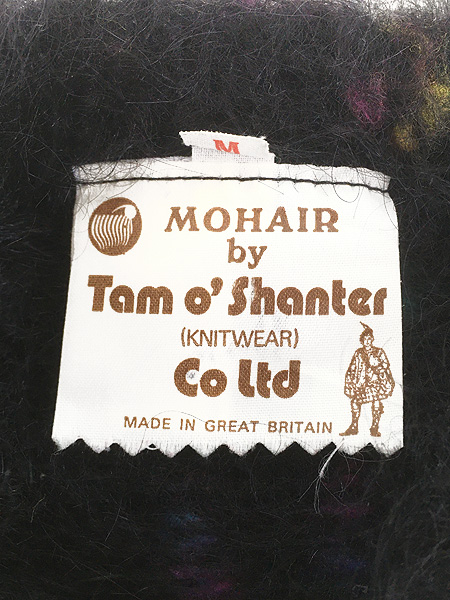 M
MOHAIR
by
Tam o' Shanter
(KNITWEAR)
Co Ltd
MADE IN GREAT BRITAIN